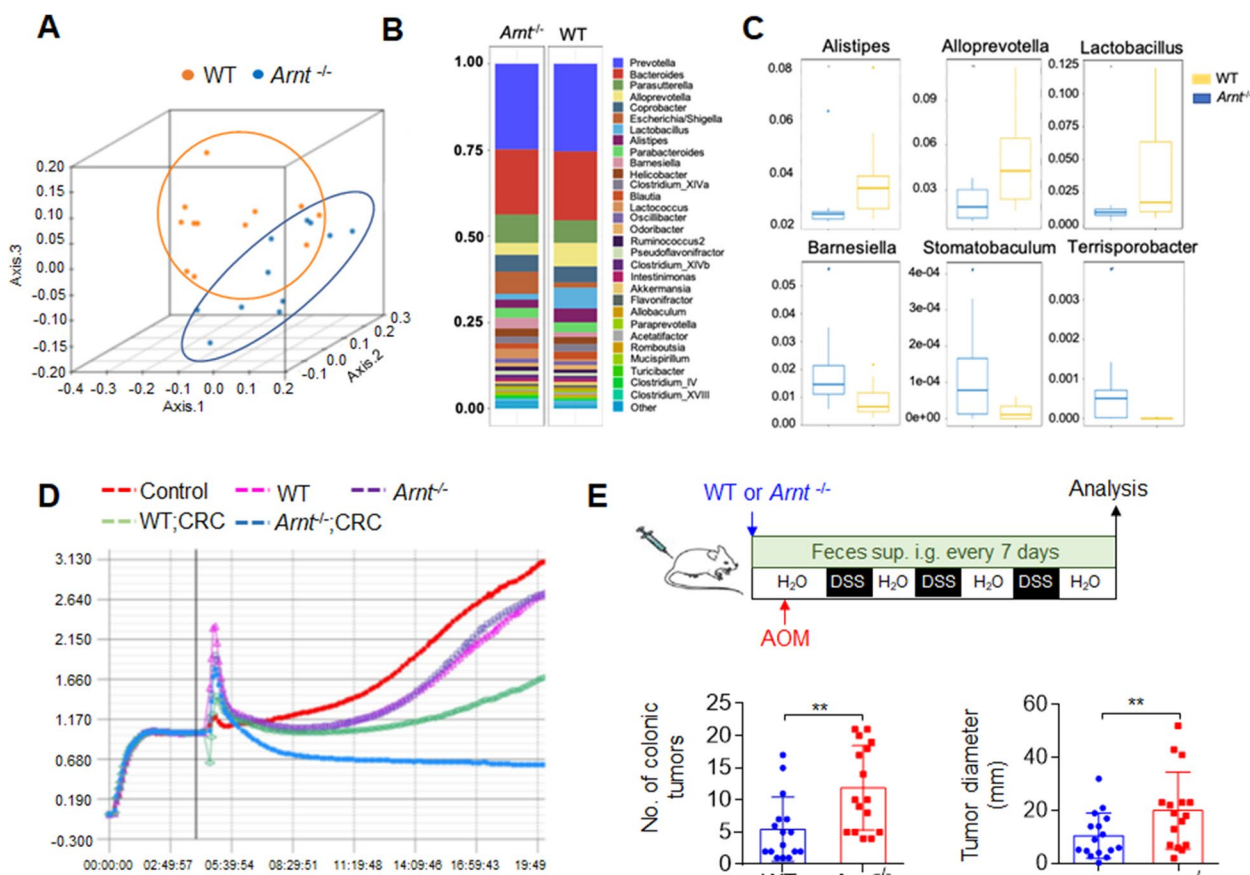 A
WT Arnt -/-
0.20
0.15
0.10
0.05
0.00
-0.05
-0.10
-0.15
-0.20
Axis.3
-0.4 -0.3 -0.1 -0.1 0.0 0.1 0.2
Axis.1
-0.1 0.0 0.1 0.2 0.3
Axis.2
B
Arnt-/- WT
1.00
0.75
0.50
0.25
0.00
Prevotella
Bacteroides
Parasutterella
Alloprevotella
Coprobacter
Escherichia/Shigella
Lactobacillus
Alistipes
Parabacteroides
Barnesiella
Helicobacter
Clostridium_XIVa
Blautia
Lactococcus
Oscillibacter
Odoribacter
Ruminococcus2
Pseudoflavonifractor
Clostridium_XIVb
Intestinimonas
Akkermansia
Flavonifractor
Allobaculum
Paraprevotella
Acetatifactor
Romboutsia
Mucispirillum
Turicibacter
Clostridium_IV
Clostridium_XVIII
Other
C
Alistipes
0.08
0.06
0.04
0.02
Alloprevotella
0.09
0.06
0.03
Lactobacillus
0.125
0.100
0.075
0.050
0.025
0.000
WT
Arnt-/-
Barnesiella
0.05
0.04
0.03
0.02
0.01
0.00
Stomatobaculum
4e-04
3e-04
2e-04
1e-04
0e+00
Terrisporobacter
0.003
0.002
0.001
0.000
D
Control WT Arnt-/-
WT;CRC Arnt-/-;CRC
3.130
2.640
2.150
1.660
1.170
0.680
0.190
-0.300
00:00:00 02:49:57 05:39:54 08:29:51 11:19:48 14:09:46 16:59:43 19:49
E
WT or Arnt -/-
Analysis
Feces sup. i.g. every 7 days
H2O DSS H2O DSS H2O DSS H2O
AOM
No. of colonic
tumors
25
20
15
10
5
0
**
Tumor diameter
(mm)
60
40
20
0
**